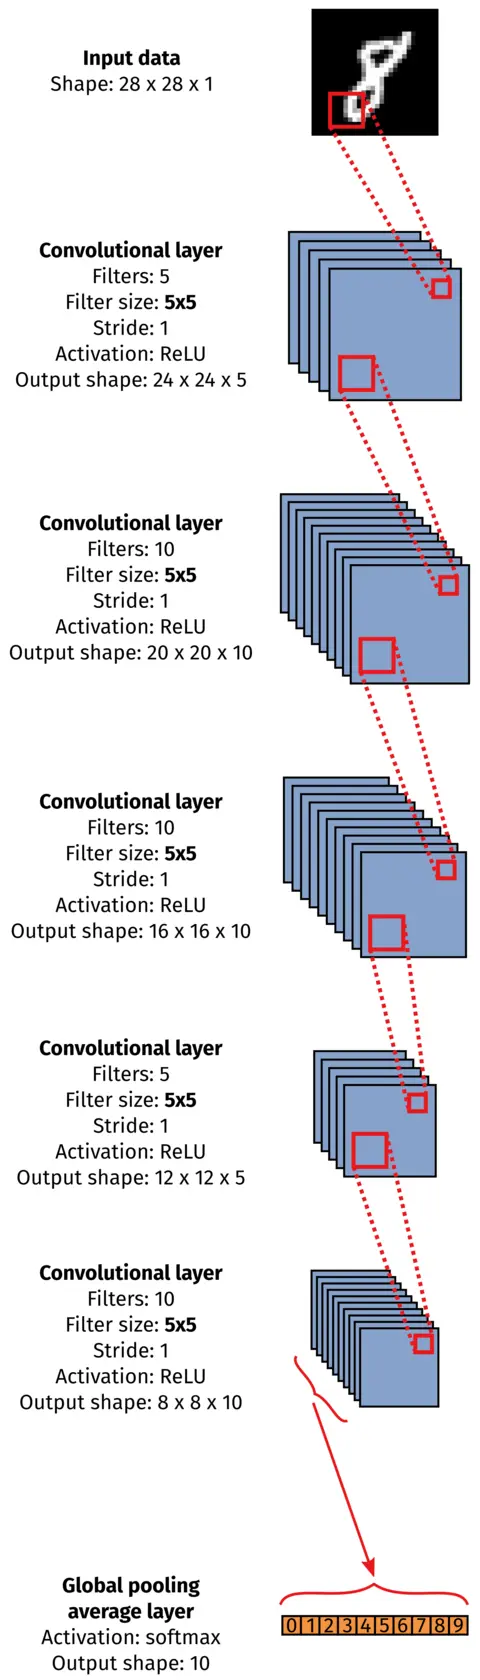 Input data
Shape: 28 x 28 x 1
Convolutional layer
Filters: 5
Filter size: 5x5
Stride: 1
Activation: ReLU
Output shape: 24 x 24 x 5
Convolutional layer
Filters: 10
Filter size: 5x5
Stride: 1
Activation: ReLU
Output shape: 20 x 20 x 10
Convolutional layer
Filters: 10
Filter size: 5x5
Stride: 1
Activation: ReLU
Output shape: 16 x 16 x 10
Convolutional layer
Filters: 5
Filter size: 5x5
Stride: 1
Activation: ReLU
Output shape: 12 x 12 x 5
Convolutional layer
Filters: 10
Filter size: 5x5
Stride: 1
Activation: ReLU
Output shape: 8 x 8 x 10
Global pooling
average layer
Activation: softmax
Output shape: 10
0 1 2 3 4 5 6 7 8 9